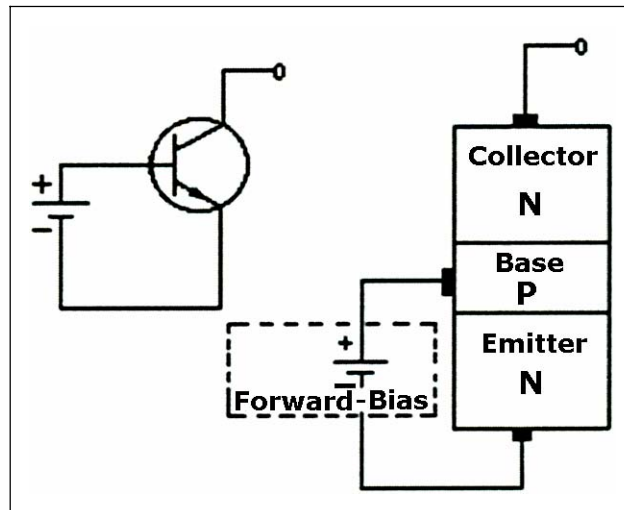 +
-
Collector
N
Base
P
Emitter
N
+
-
Forward-Bias